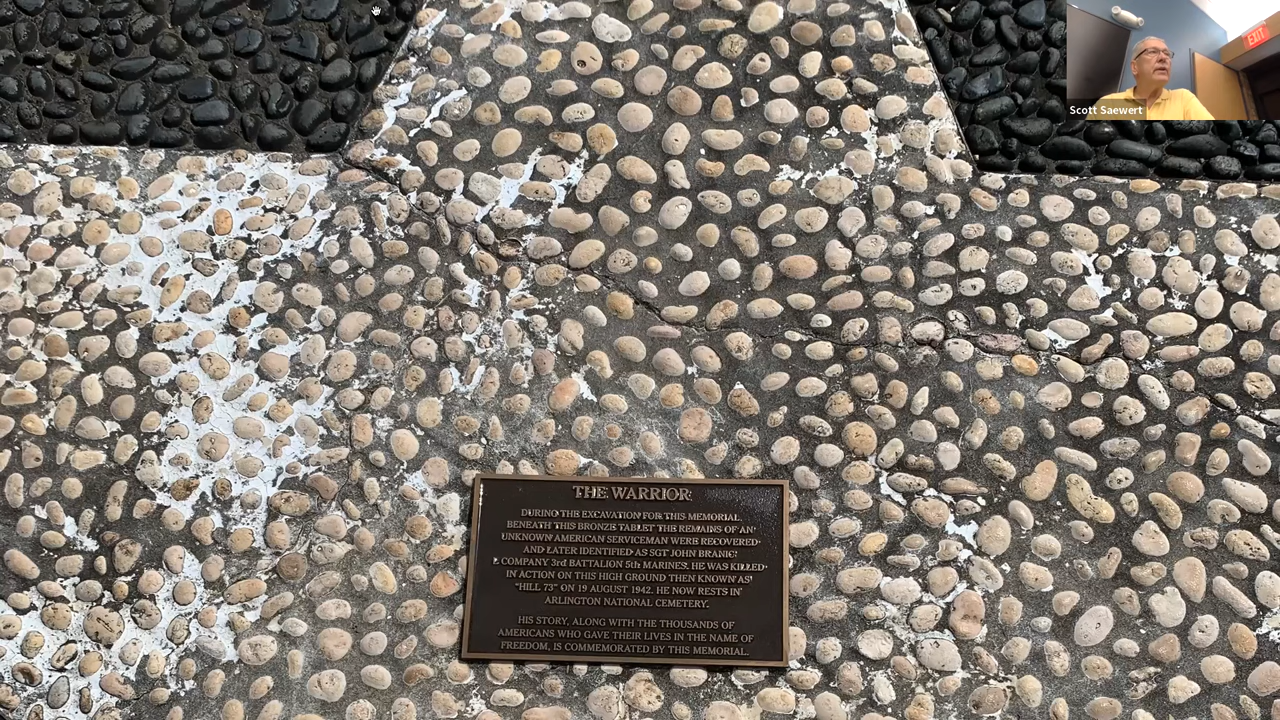 EXIT
Scott Saewert
THE WARRIOR
DURING THE EXCAVATION FOR THIS MEMORIAL,
BENEATH THIS BRONZE TABLET THE REMAINS OF AN
UNKNOWN AMERICAN SERVICEMAN WERE RECOVERED
AND LATER IDENTIFIED AS SGT JOHN BRANIC:
L COMPANY 3rd BATTALION 5th MARINES. HE WAS KILLED
IN ACTION ON THIS HIGH GROUND THEN KNOWN AS
"HILL 73" ON 19 AUGUST 1942. HE NOW RESTS IN
ARLINGTON NATIONAL CEMETERY.
HIS STORY, ALONG WITH THE THOUSANDS OF
AMERICANS WHO GAVE THEIR LIVES IN THE NAME OF
FREEDOM, IS COMMEMORATED BY THIS MEMORIAL.